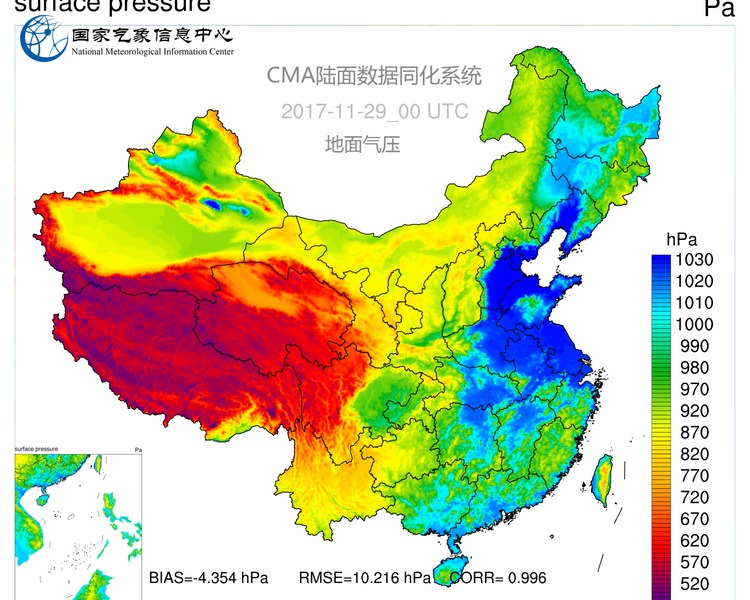 surface pressure
Pa
国家气象信息中心
National Meteorological Information Center
CMA陆面数据同化系统
2017-11-29_00 UTC
地面气压
hPa
1030
1020
1010
1000
990
980
970
920
870
820
770
720
670
620
570
520
surface pressure
Pa
BIAS=-4.354 hPa RMSE=10.216 hPa CORR= 0.996